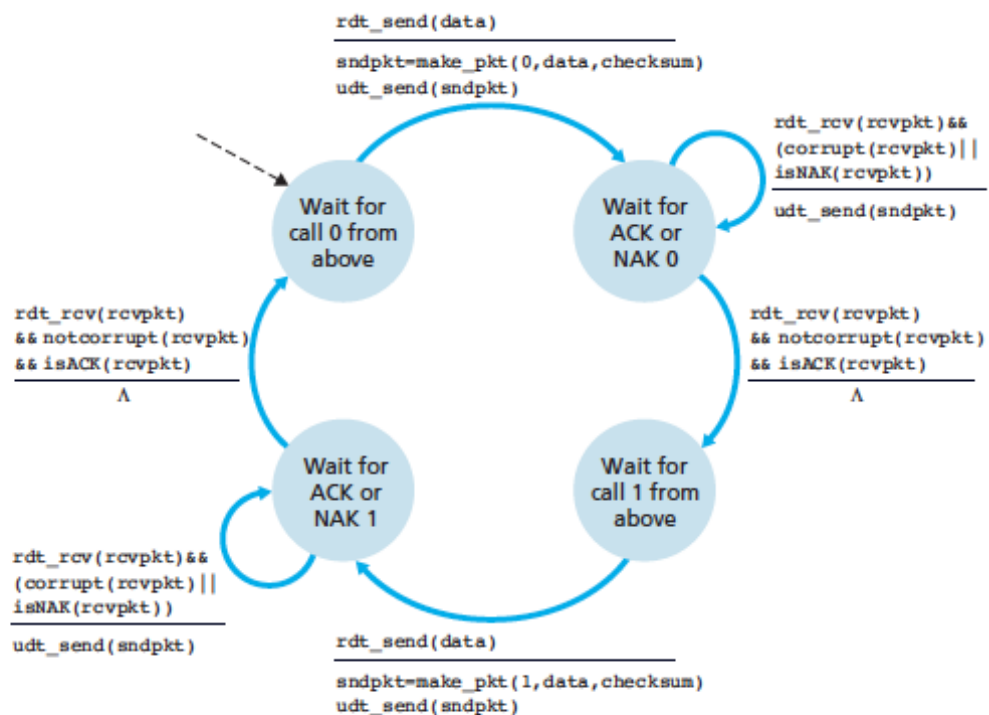 rdt_send(data)
sndpkt=make_pkt(0,data,checksum)
udt_send(sndpkt)
rdt_rcv(rcvpkt)&&
(corrupt(rcvpkt)||
isNAK(rcvpkt))
udt_send(sndpkt)
Wait for
call 0 from
above
Wait for
ACK or
NAK 0
rdt_rcv(rcvpkt)
&& notcorrupt(rcvpkt)
&& isACK(rcvpkt)
Λ
rdt_rcv(rcvpkt)
&& notcorrupt(rcvpkt)
&& isACK(rcvpkt)
Λ
Wait for
ACK or
NAK 1
Wait for
call 1 from
above
rdt_rcv(rcvpkt)&&
(corrupt(rcvpkt)||
isNAK(rcvpkt))
udt_send(sndpkt)
rdt_send(data)
sndpkt=make_pkt(1,data,checksum)
udt_send(sndpkt)